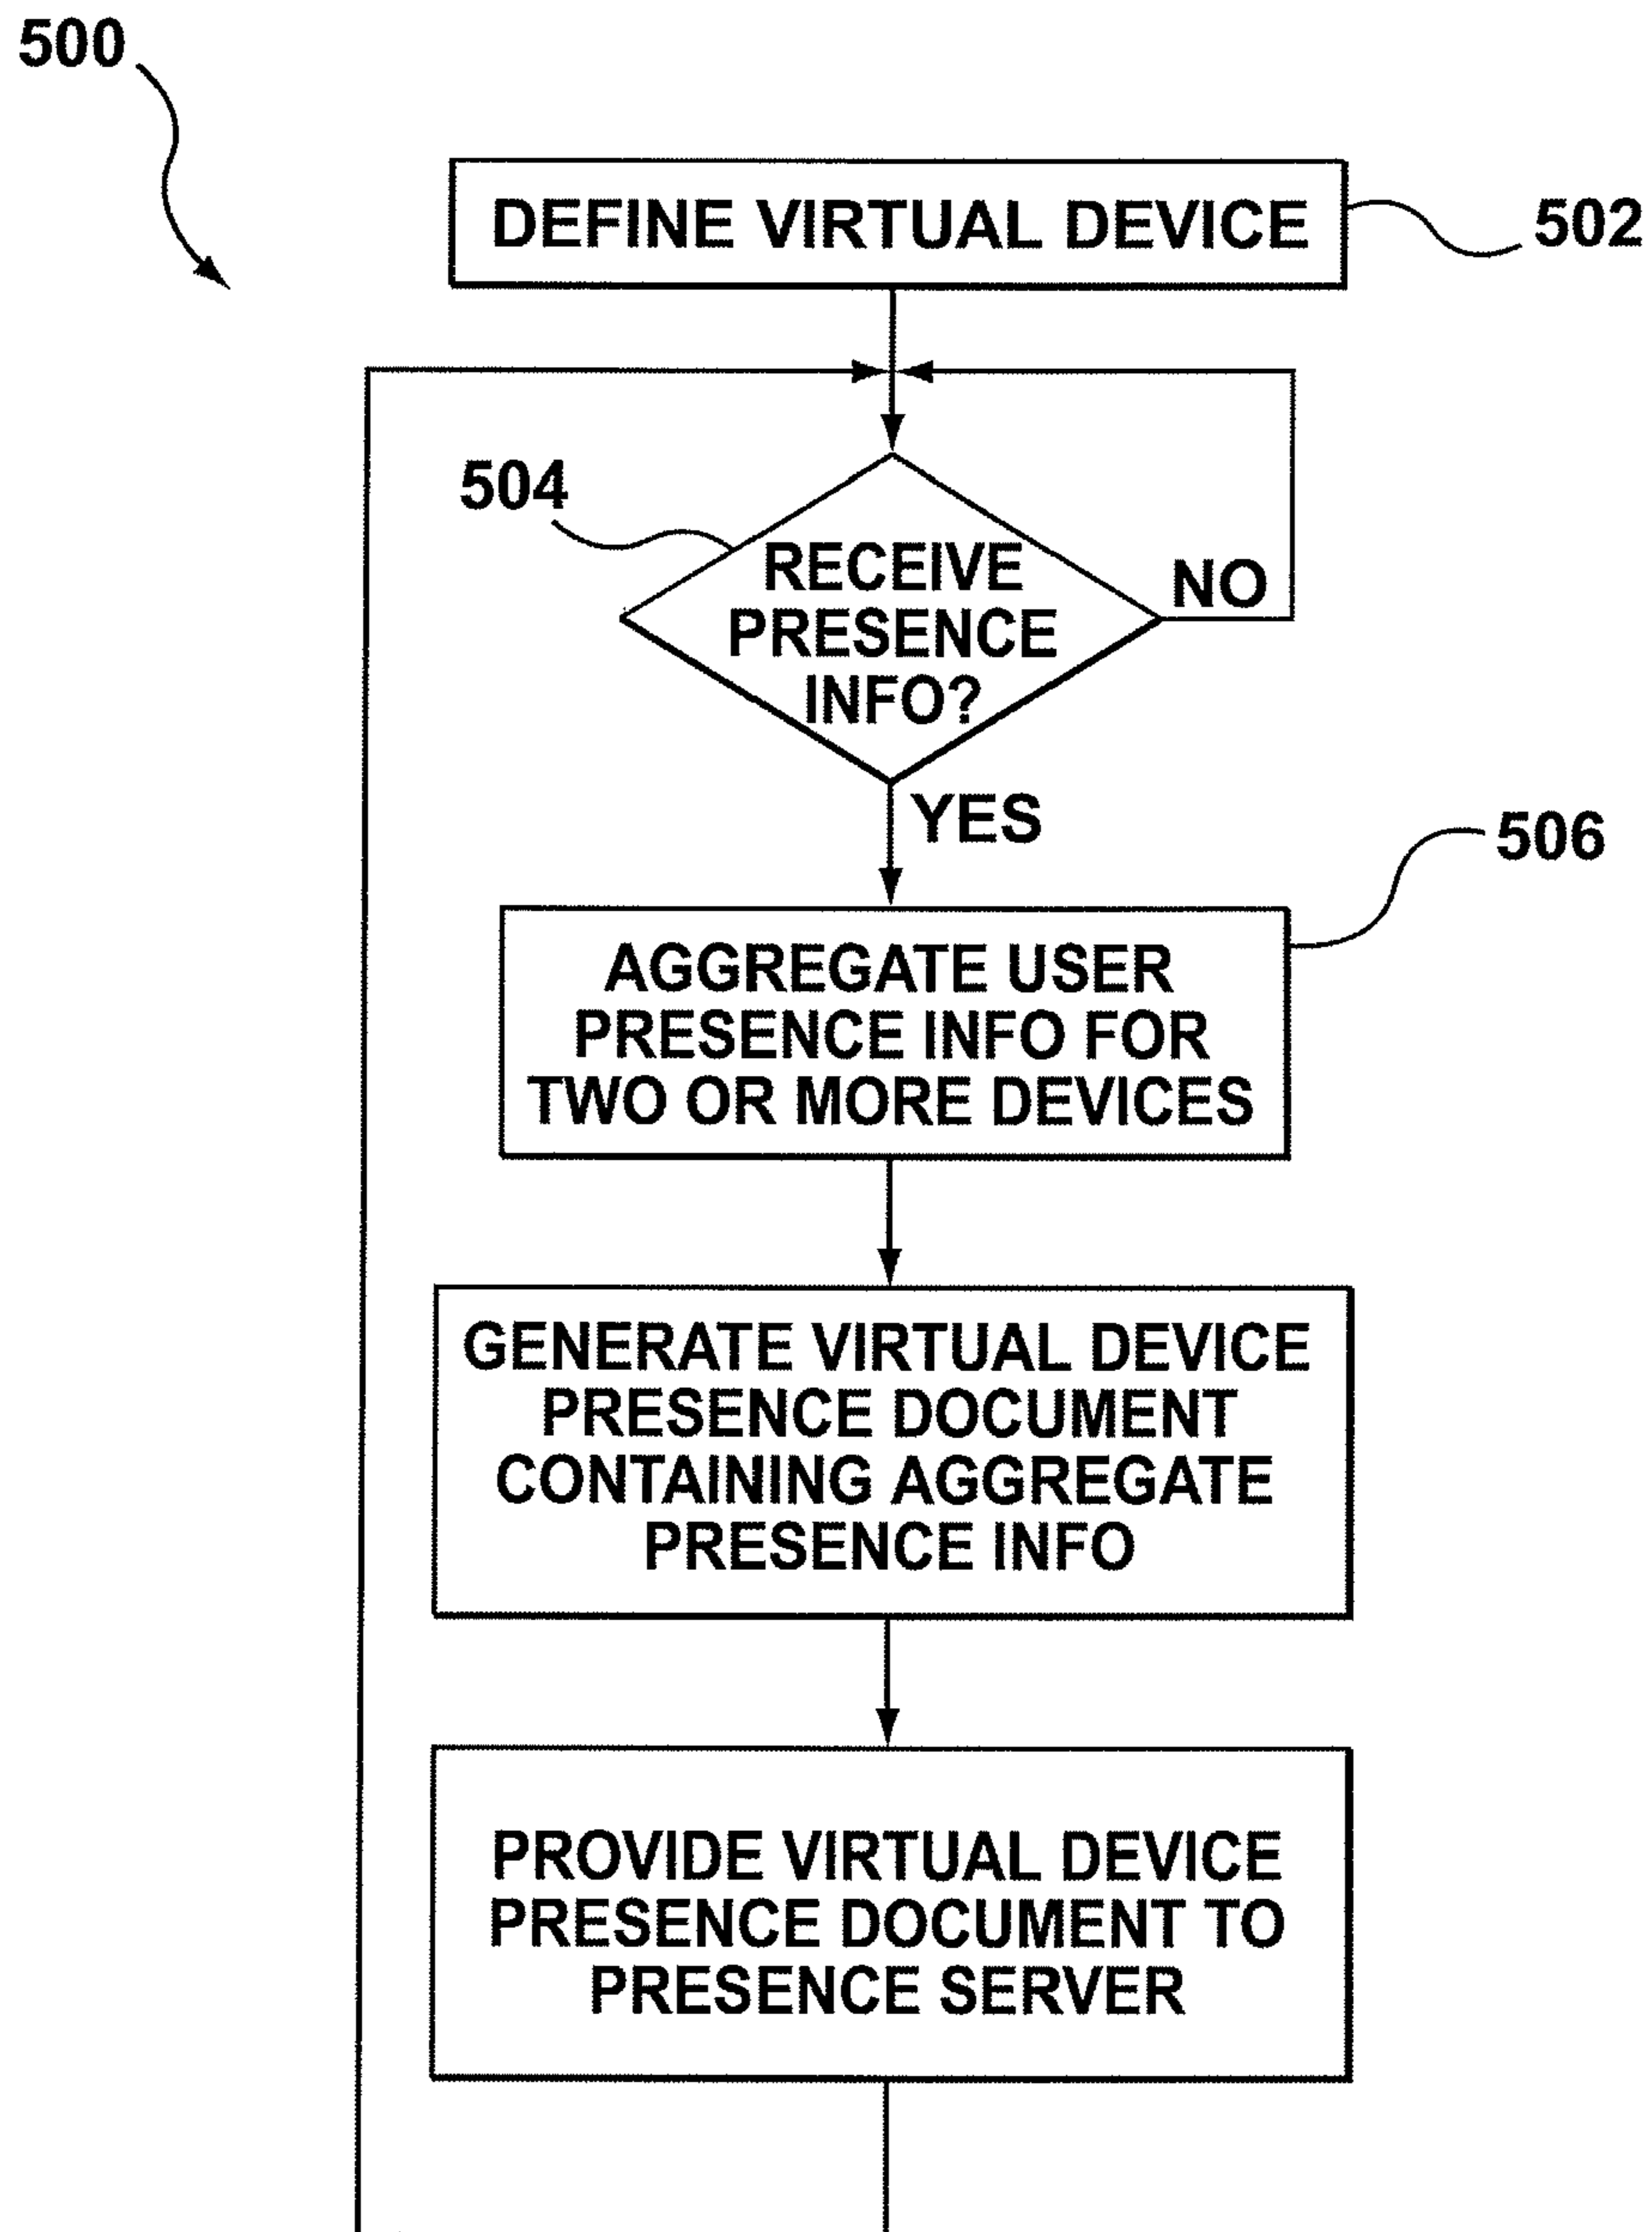 500
DEFINE VIRTUAL DEVICE
502
504
RECEIVE
PRESENCE
INFO?
NO
YES
506
AGGREGATE USER
PRESENCE INFO FOR
TWO OR MORE DEVICES
GENERATE VIRTUAL DEVICE
PRESENCE DOCUMENT
CONTAINING AGGREGATE
PRESENCE INFO
PROVIDE VIRTUAL DEVICE
PRESENCE DOCUMENT TO
PRESENCE SERVER